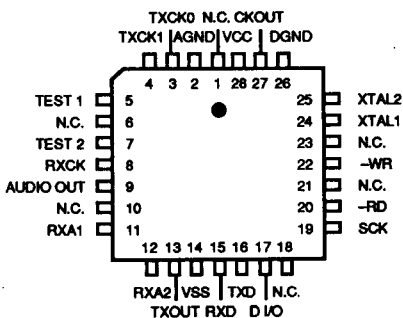 TXCK0 N.C. CKOUT
TXCK1 AGND VCC DGND
4 3 2 1 28 27 26
TEST 1 5 25 XTAL2
N.C. 6 24 XTAL1
TEST 2 7 23 N.C.
RXCK 8 22 –WR
AUDIO OUT 9 21 N.C.
N.C. 10 20 –RD
RXA1 11 19 SCK
12 13 14 15 16 17 18
RXA2 VSS TXD N.C.
TXOUT RXD D I/O